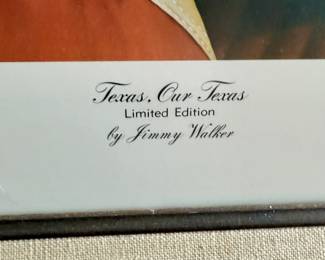 Texas, Our Texas
Limited Edition
by Jimmy Walker